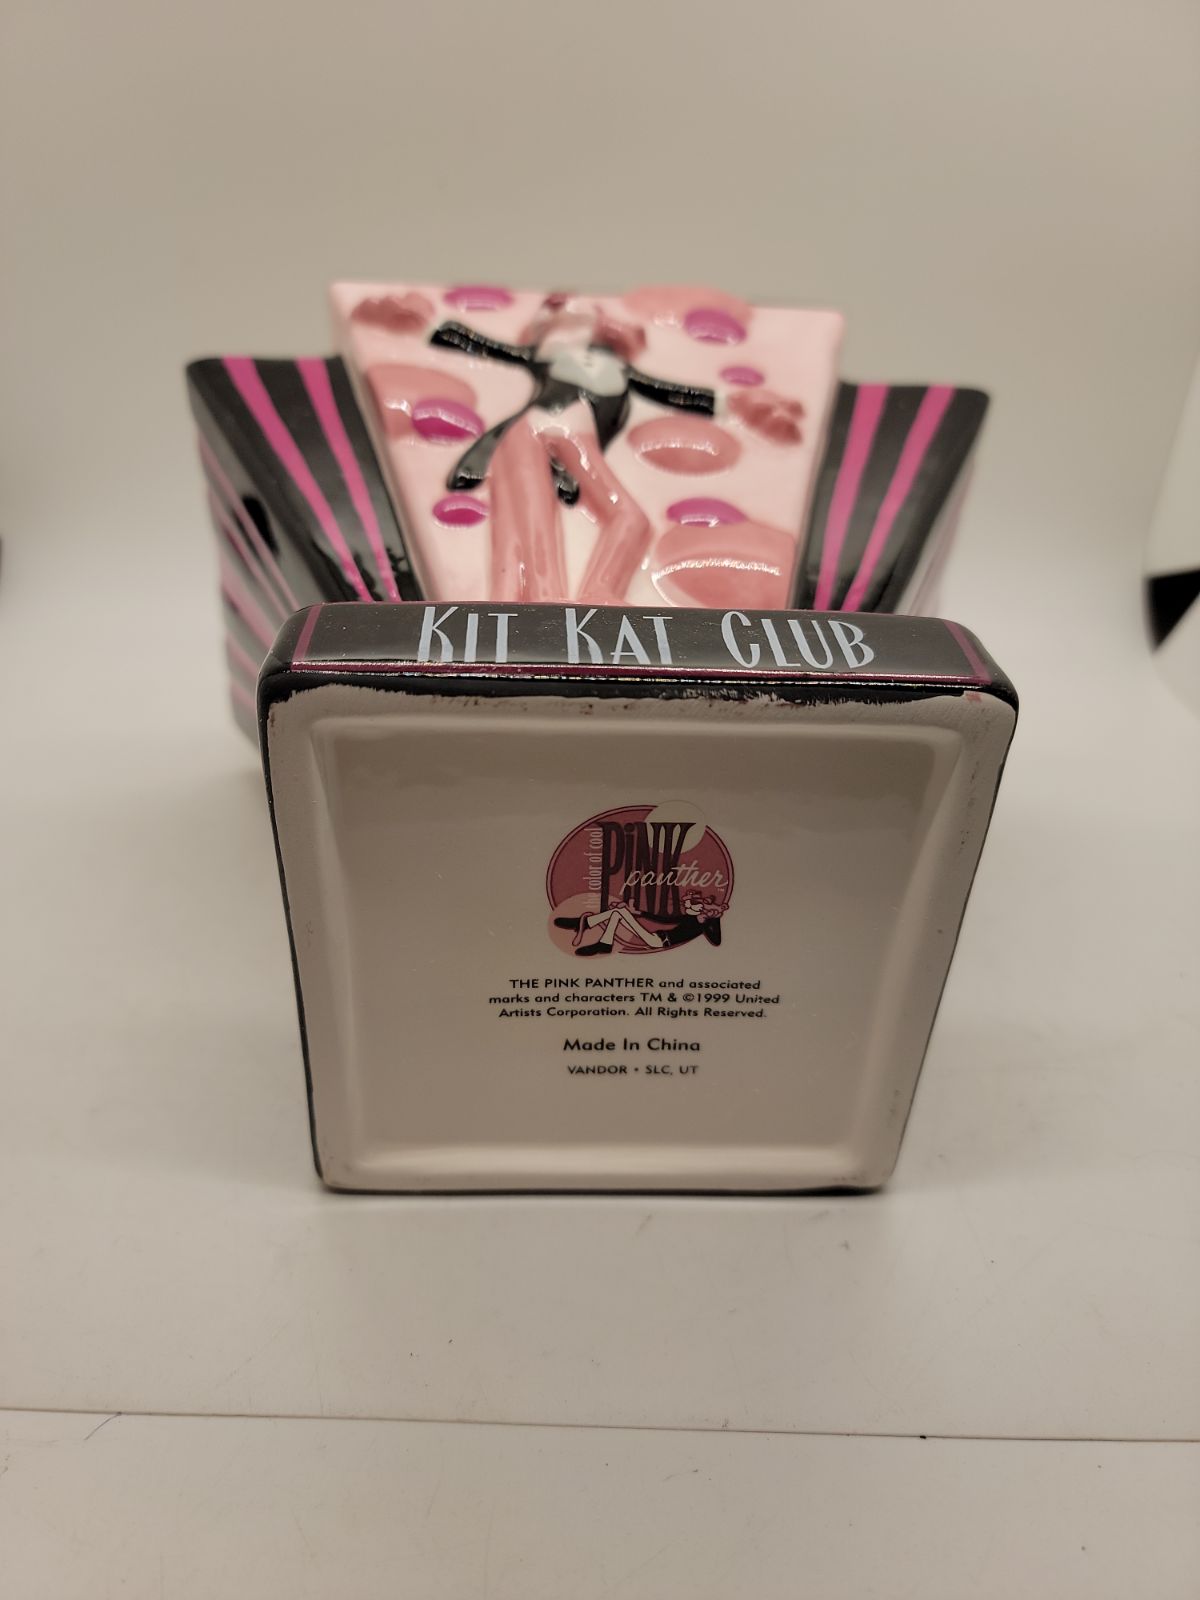 KIT KAT CLUB
the color of cool
PiNK
panther™
THE PINK PANTHER and associated
marks and characters TM & ©1999 United
Artists Corporation. All Rights Reserved.
Made In China
VANDOR • SLC, UT